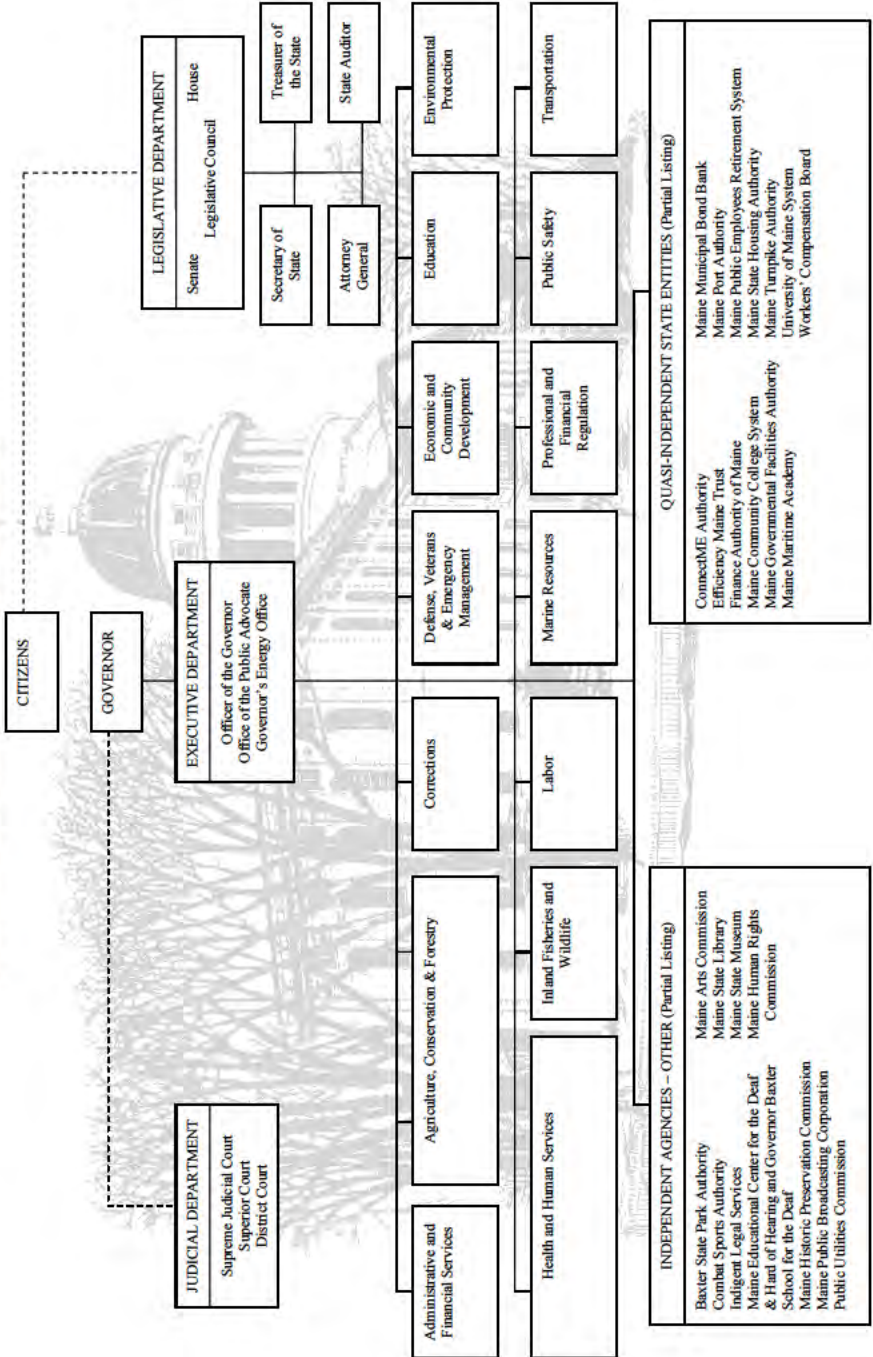 CITIZENS
GOVERNOR
JUDICIAL DEPARTMENT
Supreme Judicial Court
Superior Court
District Court
EXECUTIVE DEPARTMENT
Officer of the Governor
Office of the Public Advocate
Governor's Energy Office
LEGISLATIVE DEPARTMENT
Senate House
Legislative Council
Secretary of
State
Treasurer of
the State
Attorney
General
State Auditor
Administrative and
Financial Services
Agriculture, Conservation & Forestry
Corrections
Defense, Veterans
& Emergency
Management
Economic and
Community
Development
Education
Environmental
Protection
Health and Human Services
Inland Fisheries and
Wildlife
Labor
Marine Resources
Professional and
Financial
Regulation
Public Safety
Transportation
INDEPENDENT AGENCIES – OTHER (Partial Listing)
Baxter State Park Authority
Combat Sports Authority
Indigent Legal Services
Maine Educational Center for the Deaf
& Hard of Hearing and Governor Baxter
School for the Deaf
Maine Historic Preservation Commission
Maine Public Broadcasting Corporation
Public Utilities Commission
Maine Arts Commission
Maine State Library
Maine State Museum
Maine Human Rights
Commission
QUASI-INDEPENDENT STATE ENTITIES (Partial Listing)
ConnectME Authority
Efficiency Maine Trust
Finance Authority of Maine
Maine Community College System
Maine Governmental Facilities Authority
Maine Maritime Academy
Maine Municipal Bond Bank
Maine Port Authority
Maine Public Employees Retirement System
Maine State Housing Authority
Maine Turnpike Authority
University of Maine System
Workers' Compensation Board